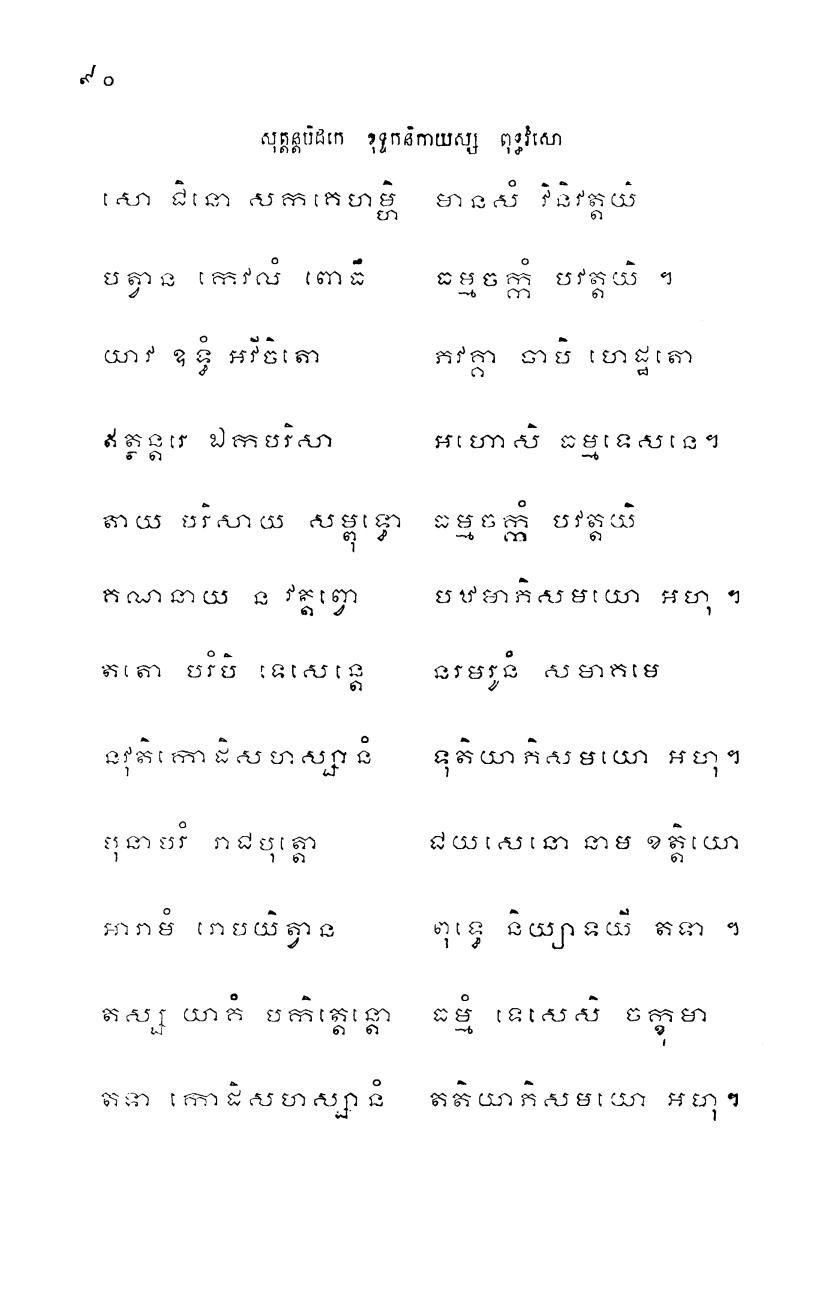 ៩០
សុត្តន្តបិដកេ ខុទ្ទកនិកាយស្ស ពុទ្ធវំសោ
សោ ជិនោ សកកគេហម្ហិ មានសំ វិនិវត្តយិ
បត្វាន កេវលំ ពោធឹ ធម្មចក្កំ បវត្តយិ ។
យាវ ឧទ្ធំ អវីចិតោ ភវគ្គា ចាបិ ហេដ្ឋតោ
ឥត្ថន្តរេ ឯកបរិសា អហោសិ ធម្មទេសនេ។
តាយ បរិសាយ សម្ពុទ្ធោ ធម្មចក្កំ បវត្តយិ
គណនាយ ន វត្តព្វោ បឋមាភិសមយោ អហុ ។
តតោ បរំបិ ទេសេន្តេ នរមរូនំ សមាគមេ
នវុតិកោដិសហស្សានំ ទុតិយាភិសមយោ អហុ។
បុនាបរំ រាជបុត្តោ ជយសេនោ នាម ខត្តិយោ
អារាមំ រោបយិត្វាន ពុទ្ធេ និយ្យាទយី តទា ។
តស្ស យាគំ បកិត្តេន្តោ ធម្មំ ទេសេសិ ចក្ខុមា
តទា កោដិសហស្សានំ តតិយាភិសមយោ អហុ។